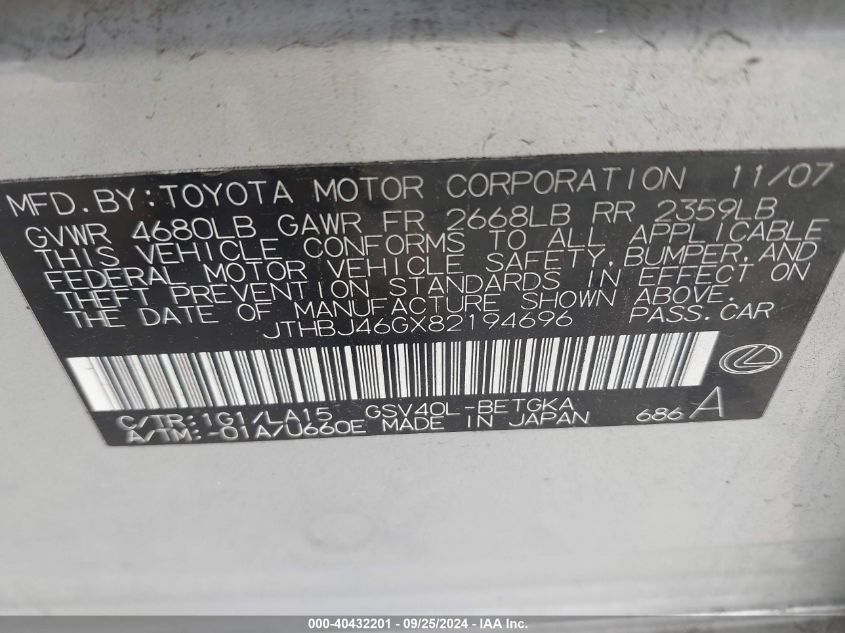 MFD. BY: TOYOTA MOTOR CORPORATION 11/07
GVWR 4680LB GAWR FR 2668LB RR 2359LB
THIS VEHICLE CONFORMS TO ALL APPLICABLE
FEDERAL MOTOR VEHICLE SAFETY, BUMPER, AND
THEFT PREVENTION STANDARDS IN EFFECT ON
THE DATE OF MANUFACTURE SHOWN ABOVE.
JTHBJ46GX82194696 PASS. CAR
C/TR: 1G1/LA15 GSV40L-BETGKA
A/TM: -01A/U660E MADE IN JAPAN 686 A
000-40432201 - 09/25/2024 - IAA Inc.